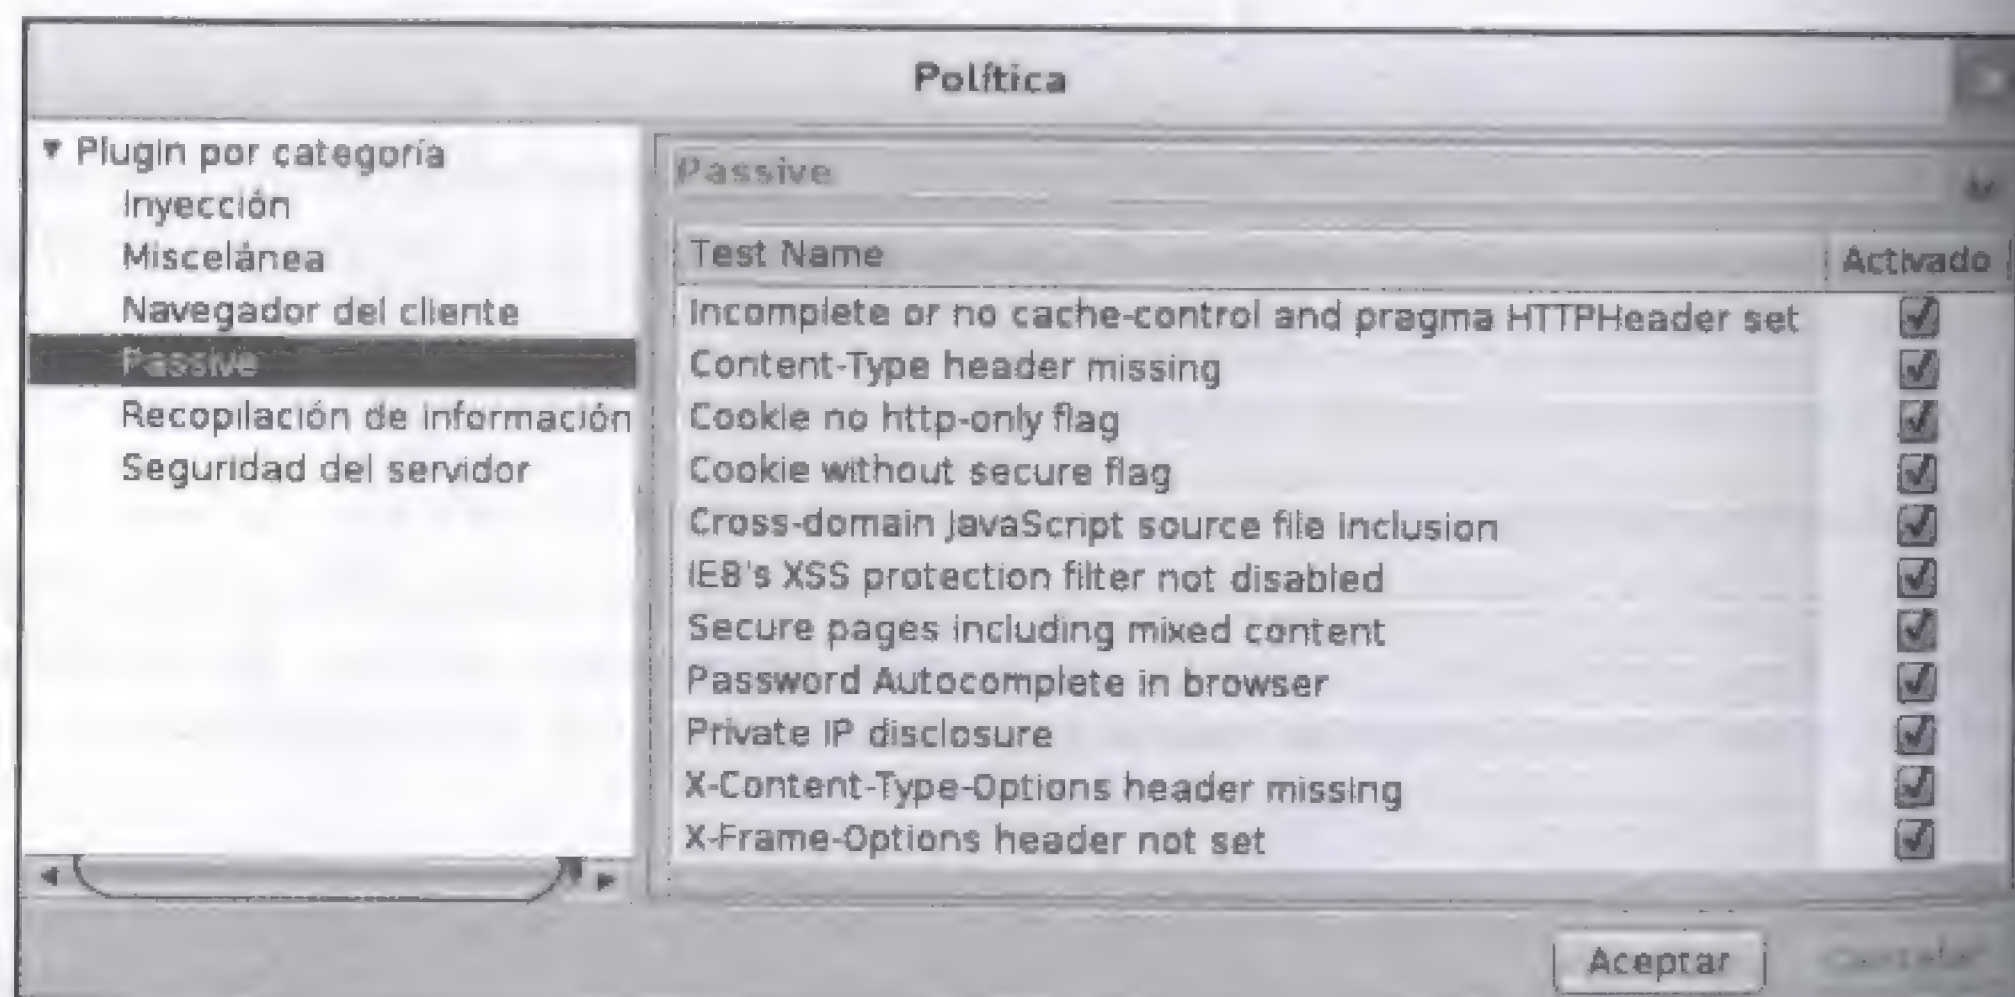 Política
▼ Plugin por categoría
Inyección
Miscelánea
Navegador del cliente
Passive
Recopilación de información
Seguridad del servidor
Passive
Test Name Activado
Incomplete or no cache-control and pragma HTTPHeader set
Content-Type header missing
Cookie no http-only flag
Cookie without secure flag
Cross-domain JavaScript source file inclusion
IE8's XSS protection filter not disabled
Secure pages including mixed content
Password Autocomplete in browser
Private IP disclosure
X-Content-Type-Options header missing
X-Frame-Options header not set
Aceptar